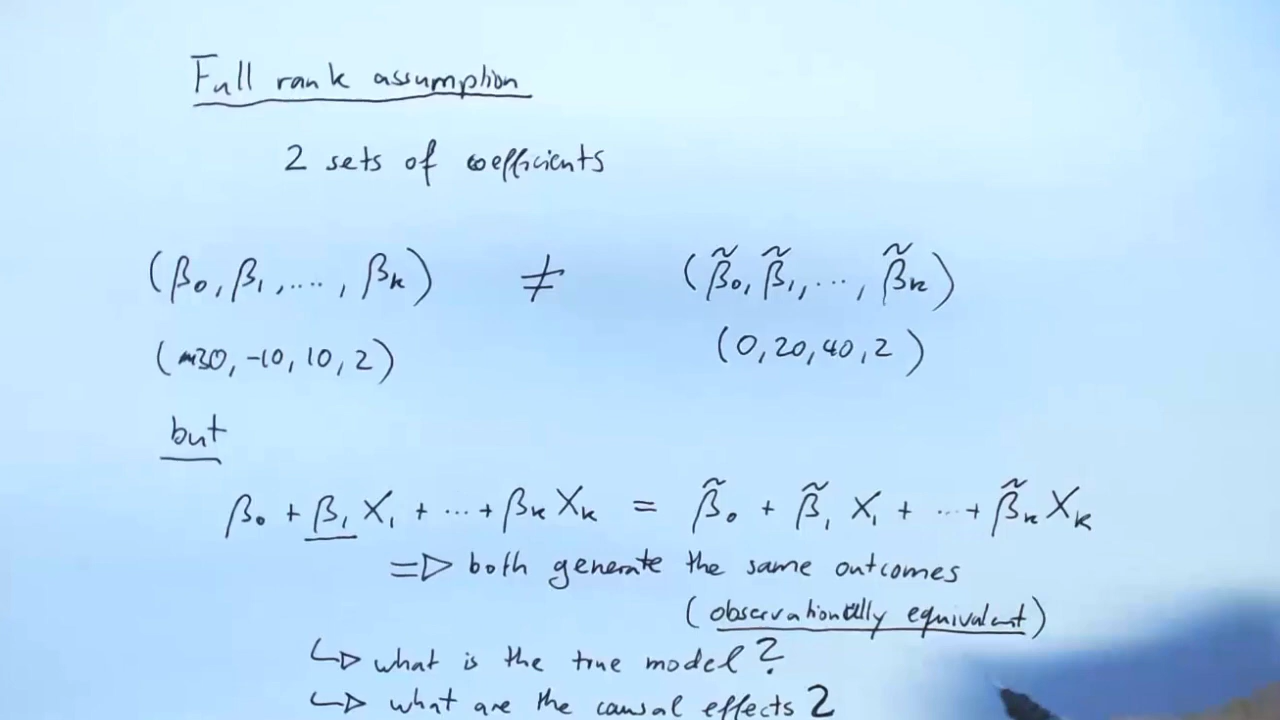 Full rank assumption
2 sets of coefficients
(β₀, β₁, ...., βₖ) ≠ (β̃₀, β̃₁, ..., β̃ₖ)
(30, -10, 10, 2) (0, 20, 40, 2)
but
β₀ + β₁ X₁ + ... + βₖ Xₖ = β̃₀ + β̃₁ X₁ + ... + β̃ₖ Xₖ
=▷ both generate the same outcomes
(observationally equivalent)
↳▷ what is the true model?
↳▷ what are the causal effects ?